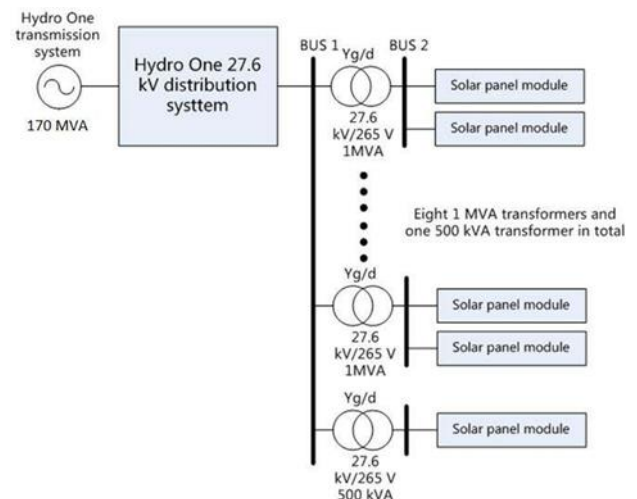 Hydro One
transmission
system
170 MVA
Hydro One 27.6
kV distribution
systtem
BUS 1
BUS 2
Yg/d
27.6
kV/265 V
1MVA
Solar panel module
Solar panel module
Eight 1 MVA transformers and
one 500 kVA transformer in total
Yg/d
27.6
kV/265 V
1MVA
Solar panel module
Solar panel module
Yg/d
27.6
kV/265 V
500 kVA
Solar panel module